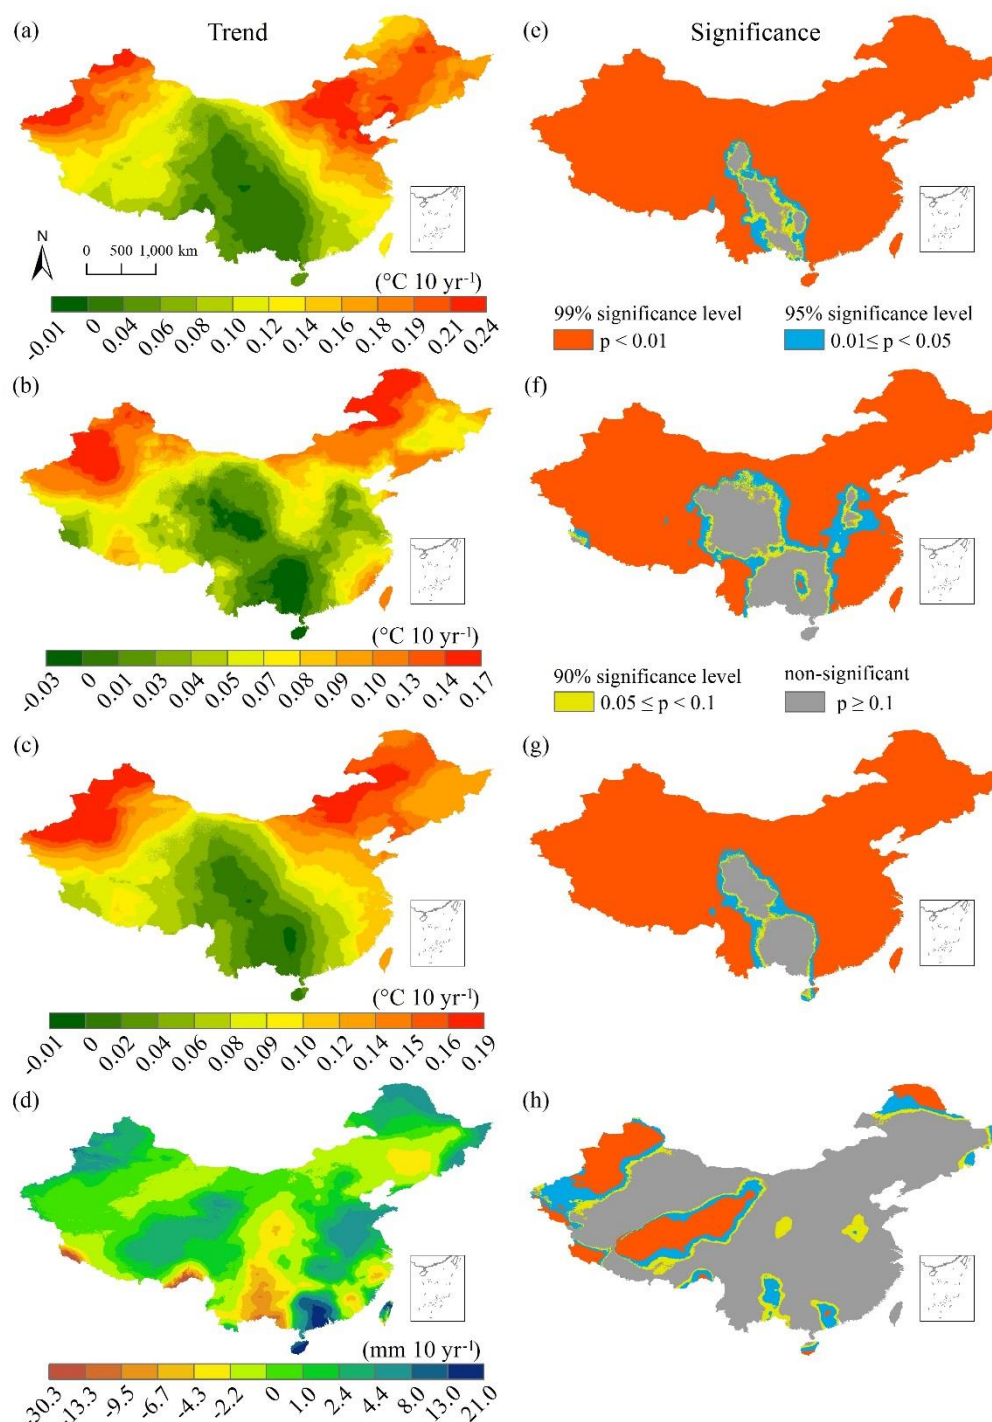 (a) Trend (e) Significance
N
0 500 1,000 km
(°C 10 yr⁻¹)
-0.01 0 0.04 0.06 0.08 0.10 0.12 0.14 0.16 0.18 0.19 0.21 0.24
99% significance level 95% significance level
p < 0.01 0.01≤ p < 0.05
(b) (f)
(°C 10 yr⁻¹)
-0.03 0 0.01 0.03 0.04 0.05 0.07 0.08 0.09 0.10 0.13 0.14 0.17
90% significance level non-significant
0.05 ≤ p < 0.1 p ≥ 0.1
(c) (g)
(°C 10 yr⁻¹)
-0.01 0 0.02 0.04 0.06 0.08 0.09 0.10 0.12 0.14 0.15 0.16 0.19
(d) (h)
(mm 10 yr⁻¹)
-30.3 -13.3 -9.5 -6.7 -4.3 -2.2 0 1.0 2.4 4.4 8.0 13.0 21.0